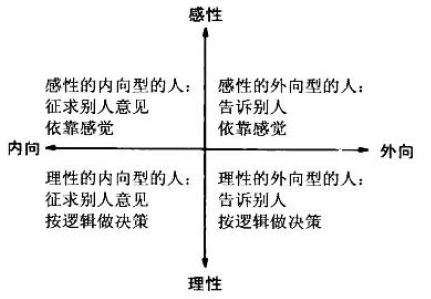 感性
感性的内向型的人：
征求别人意见
依靠感觉
感性的外向型的人：
告诉别人
依靠感觉
内向
外向
理性的内向型的人：
征求别人意见
按逻辑做决策
理性的外向型的人：
告诉别人
按逻辑做决策
理性